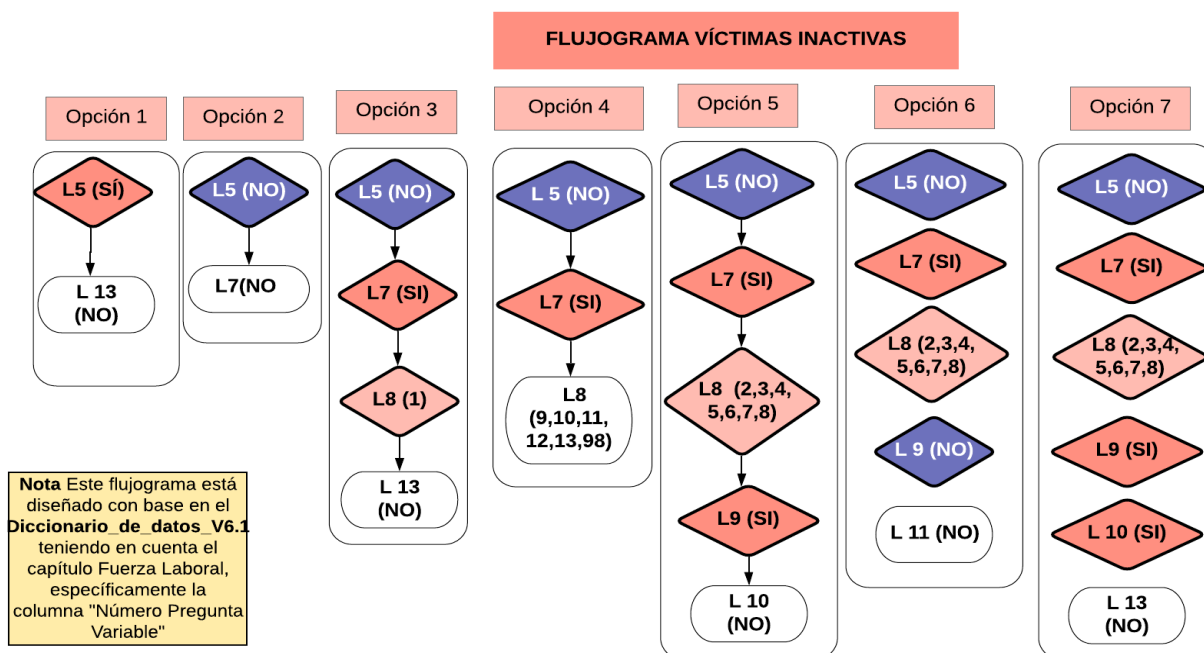 FLUJOGRAMA VÍCTIMAS INACTIVAS
Opción 1
L5 (SÍ)
L 13
(NO)
Opción 2
L5 (NO)
L7(NO
Opción 3
L5 (NO)
L7 (SI)
L8 (1)
L 13
(NO)
Opción 4
L 5 (NO)
L7 (SI)
L8
(9,10,11,
12,13,98)
Opción 5
L5 (NO)
L7 (SI)
L8 (2,3,4,
5,6,7,8)
L9 (SI)
L 10
(NO)
Opción 6
L5 (NO)
L7 (SI)
L8 (2,3,4,
5,6,7,8)
L 9 (NO)
L 11 (NO)
Opción 7
L5 (NO)
L7 (SI)
L8 (2,3,4,
5,6,7,8)
L9 (SI)
L 10 (SI)
L 13
(NO)
Nota Este flujograma está
diseñado con base en el
Diccionario_de_datos_V6.1
teniendo en cuenta el
capítulo Fuerza Laboral,
específicamente la
columna "Número Pregunta
Variable"